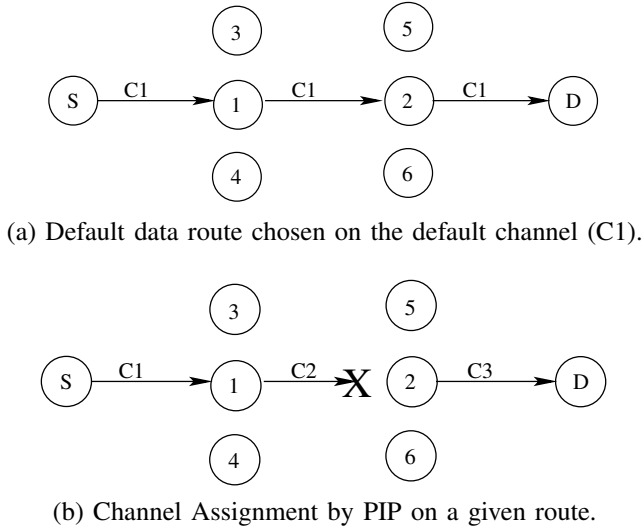 3 5
C1 C1 C1
S 1 2 D
4 6
(a) Default data route chosen on the default channel (C1).
3 5
C1 C2 C3
S 1 X 2 D
4 6
(b) Channel Assignment by PIP on a given route.